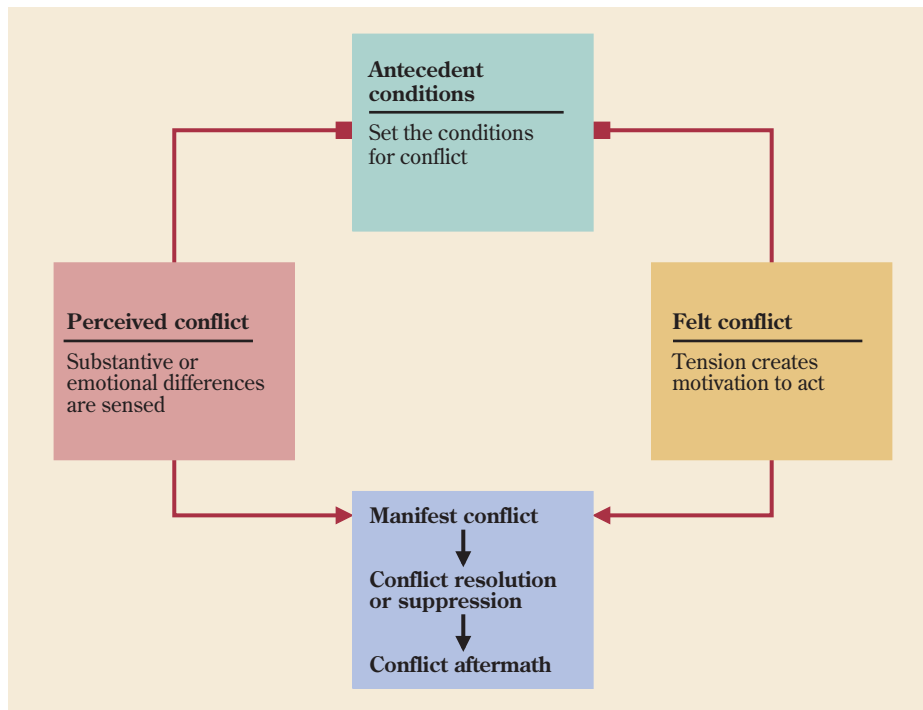 Antecedent
conditions
Set the conditions
for conflict
Perceived conflict
Substantive or
emotional differences
are sensed
Felt conflict
Tension creates
motivation to act
Manifest conflict
Conflict resolution
or suppression
Conflict aftermath